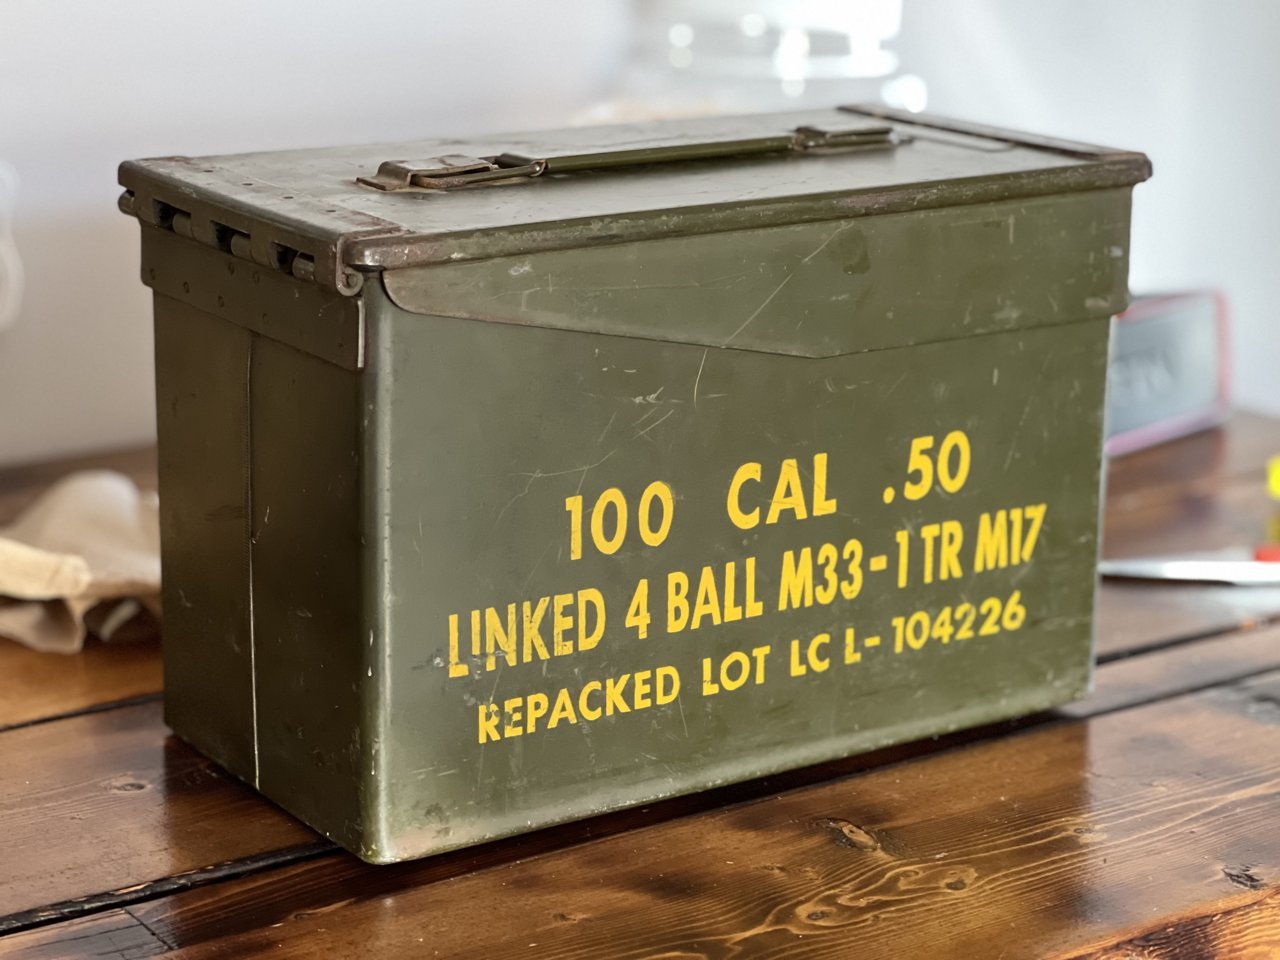 100 CAL .50
LINKED 4 BALL M33-1 TR M17
REPACKED LOT LC L-104226